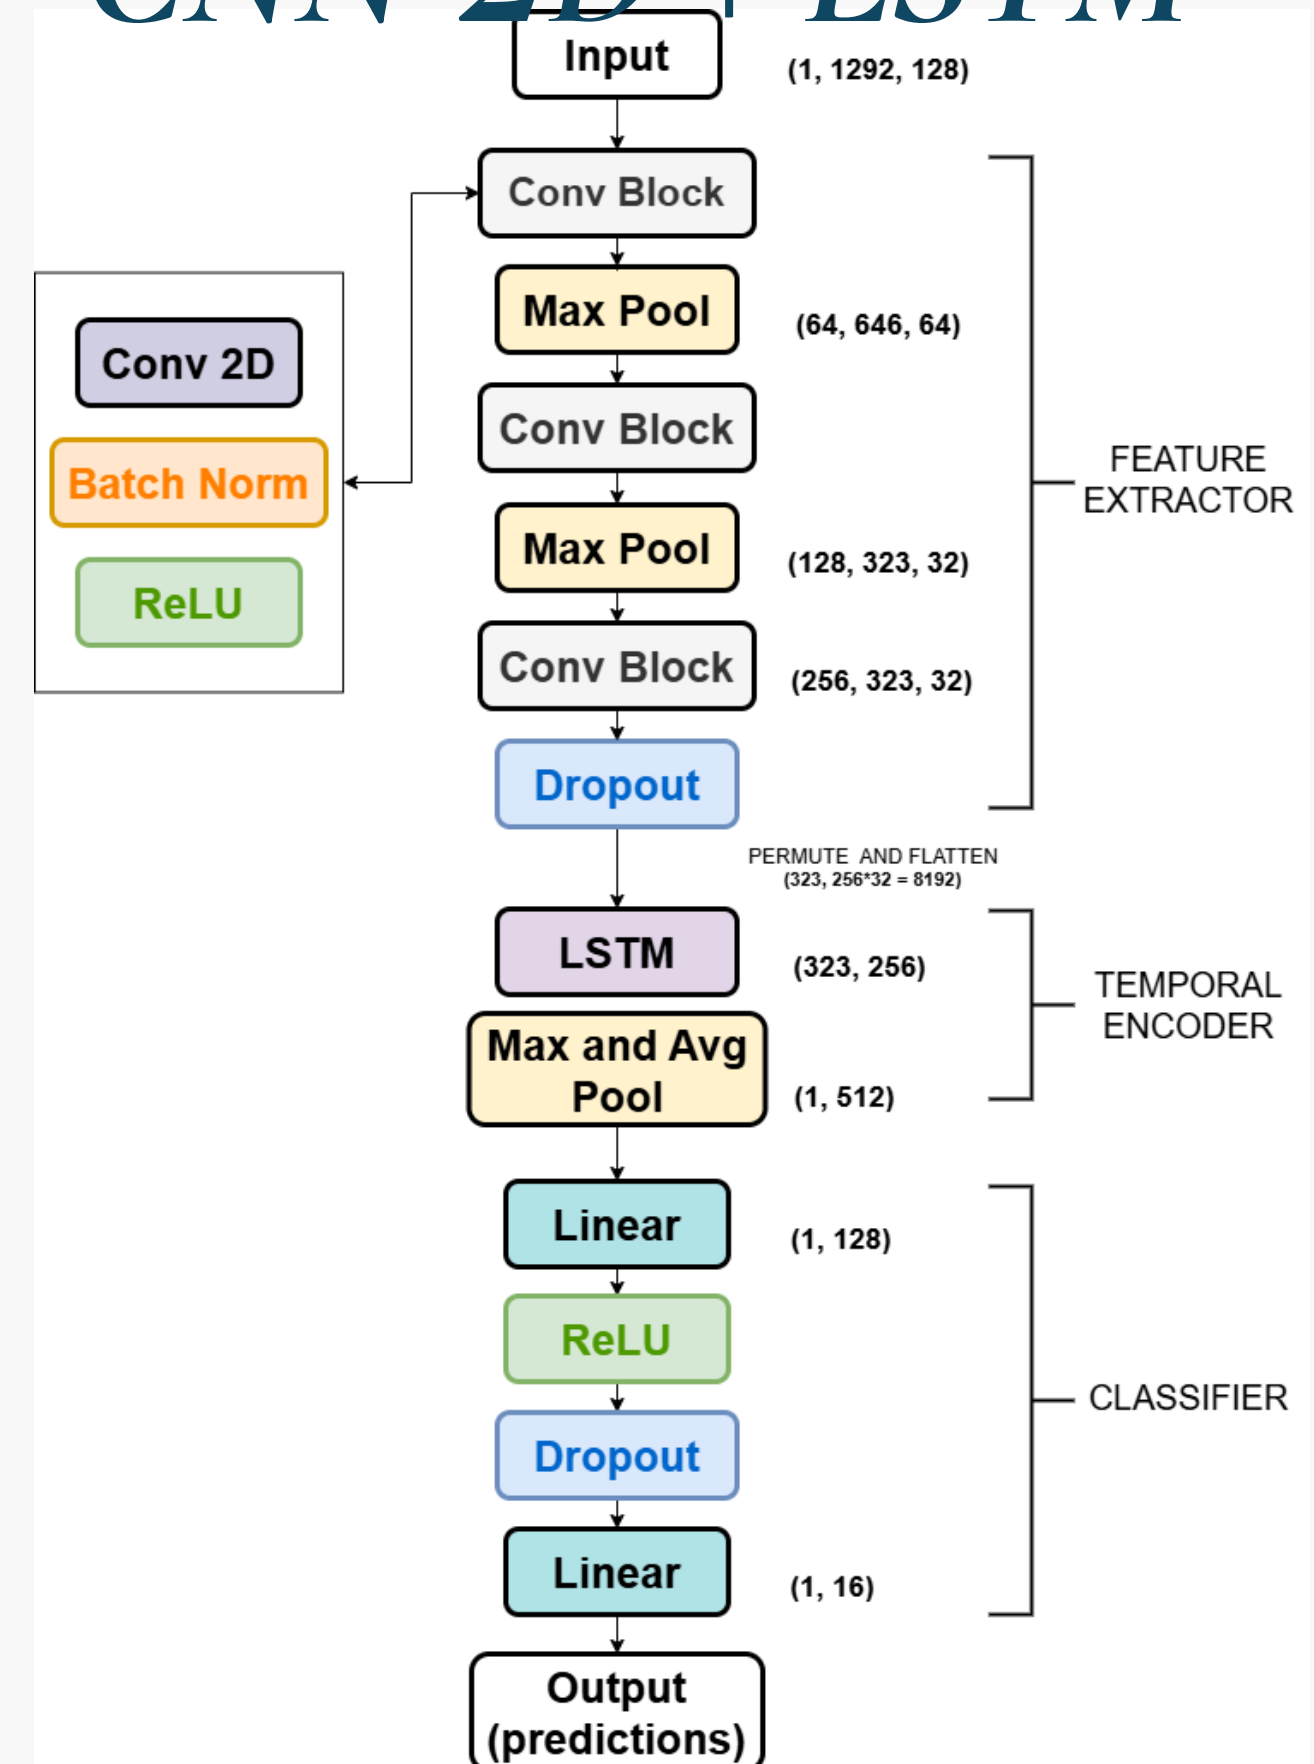 CNN 2D + LSTM
Input
(1, 1292, 128)
Conv Block
Max Pool
(64, 646, 64)
Conv 2D
Batch Norm
ReLU
Conv Block
Max Pool
(128, 323, 32)
Conv Block
(256, 323, 32)
Dropout
FEATURE
EXTRACTOR
PERMUTE AND FLATTEN
(323, 256*32 = 8192)
LSTM
(323, 256)
Max and Avg
Pool
(1, 512)
TEMPORAL
ENCODER
Linear
(1, 128)
ReLU
Dropout
Linear
(1, 16)
CLASSIFIER
Output
(predictions)